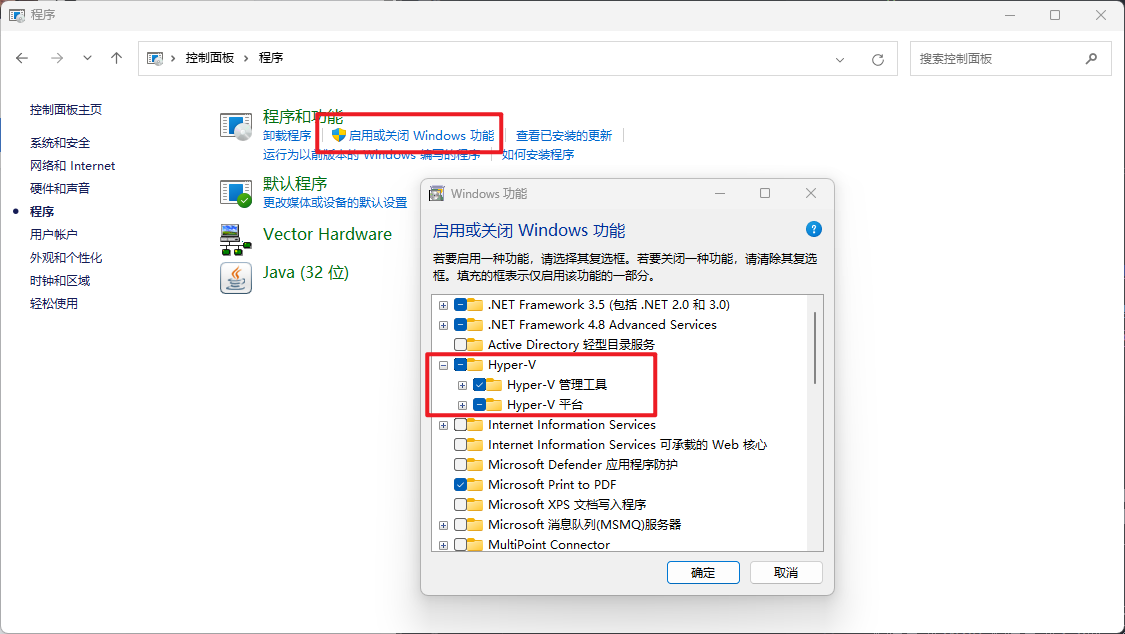 程序
控制面板 › 程序
搜索控制面板
控制面板主页
系统和安全
网络和 Internet
硬件和声音
程序
用户帐户
外观和个性化
时钟和区域
轻松使用
程序和功能
卸载程序
启用或关闭 Windows 功能
查看已安装的更新
运行为以前版本的 Windows 编写的程序
如何安装程序
默认程序
更改媒体或设备的默认设置
Vector Hardware
Java (32 位)
Windows 功能
启用或关闭 Windows 功能
?
若要启用一种功能，请选择其复选框。若要关闭一种功能，请清除其复选
框。填充的框表示仅启用该功能的一部分。
.NET Framework 3.5 (包括 .NET 2.0 和 3.0)
.NET Framework 4.8 Advanced Services
Active Directory 轻型目录服务
Hyper-V
Hyper-V 管理工具
Hyper-V 平台
Internet Information Services
Internet Information Services 可承载的 Web 核心
Microsoft Defender 应用程序防护
Microsoft Print to PDF
Microsoft XPS 文档写入程序
Microsoft 消息队列(MSMQ)服务器
MultiPoint Connector
确定
取消